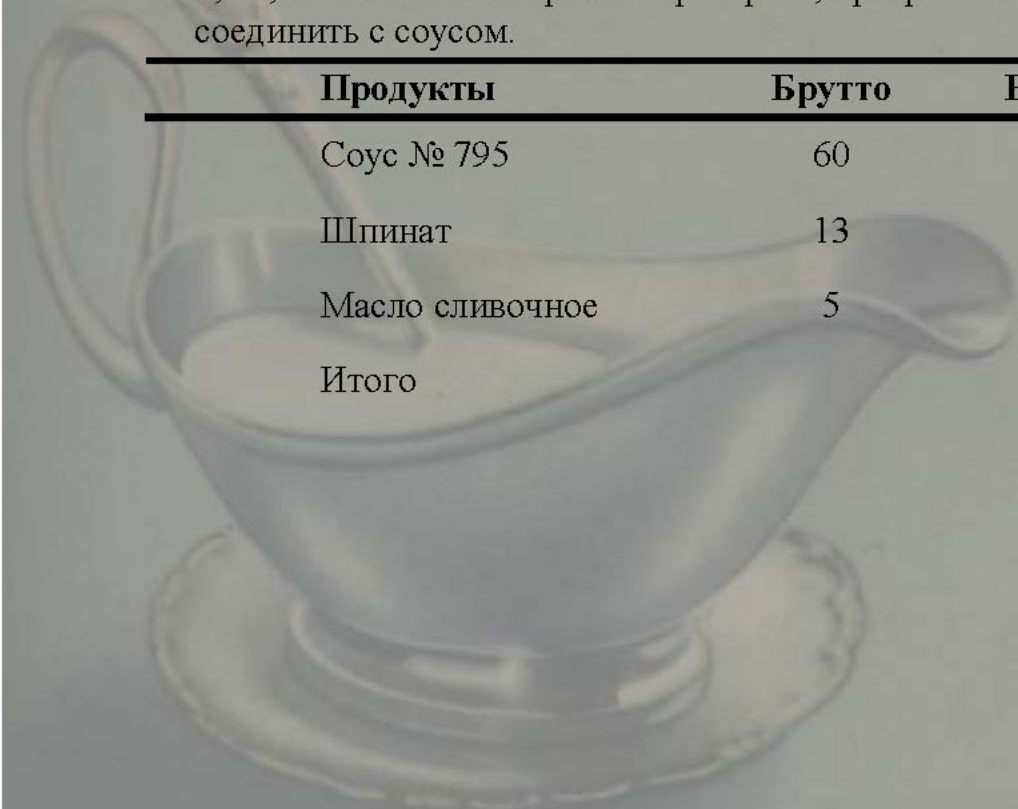 соединить с соусом.
Продукты Брутто
Соус № 795 60
Шпинат 13
Масло сливочное 5
Итого